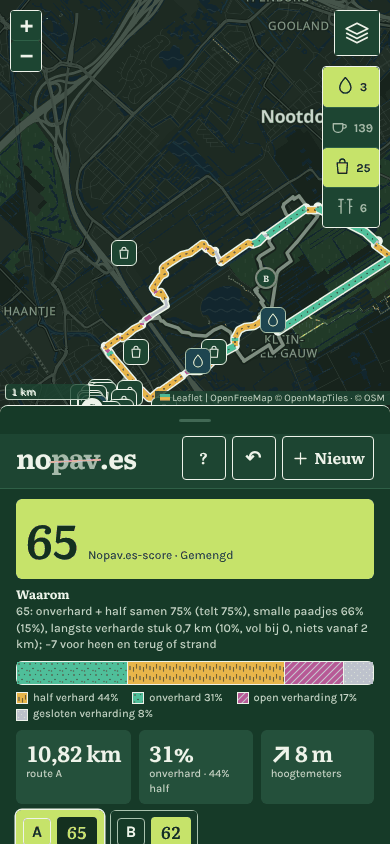 +
−
GOOLAND
3
Nootdo
139
25
6
B
HAANTJE
KLEIN-
DEL GAUW
1 km
Leaflet | OpenFreeMap © OpenMapTiles · © OSM
nopav.es
?
↶
+ Nieuw
65 Nopav.es-score · Gemengd
Waarom
65: onverhard + half samen 75% (telt 75%), smalle paadjes 66%
(15%), langste verharde stuk 0,7 km (10%, vol bij 0, niets vanaf 2
km); −7 voor heen en terug of strand
half verhard 44% onverhard 31% open verharding 17%
gesloten verharding 8%
10,82 km
route A
31%
onverhard · 44%
half
↗ 8 m
hoogtemeters
A 65 B 62